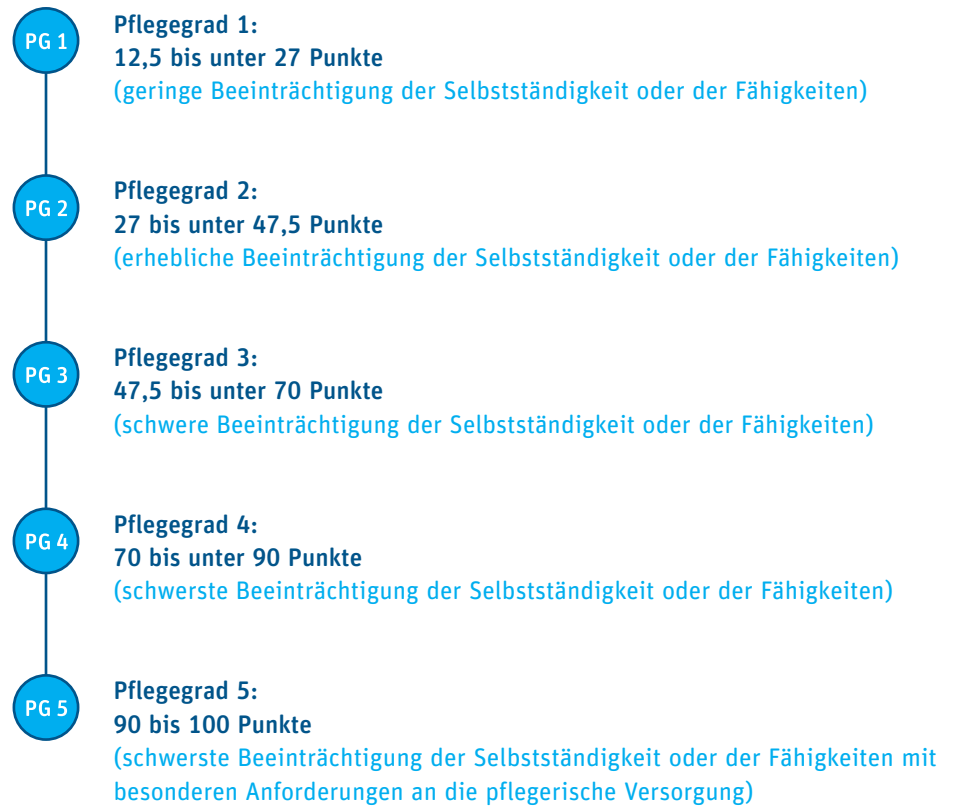 PG 1
Pflegegrad 1:
12,5 bis unter 27 Punkte
(geringe Beeinträchtigung der Selbstständigkeit oder der Fähigkeiten)
PG 2
Pflegegrad 2:
27 bis unter 47,5 Punkte
(erhebliche Beeinträchtigung der Selbstständigkeit oder der Fähigkeiten)
PG 3
Pflegegrad 3:
47,5 bis unter 70 Punkte
(schwere Beeinträchtigung der Selbstständigkeit oder der Fähigkeiten)
PG 4
Pflegegrad 4:
70 bis unter 90 Punkte
(schwerste Beeinträchtigung der Selbstständigkeit oder der Fähigkeiten)
PG 5
Pflegegrad 5:
90 bis 100 Punkte
(schwerste Beeinträchtigung der Selbstständigkeit oder der Fähigkeiten mit
besonderen Anforderungen an die pflegerische Versorgung)